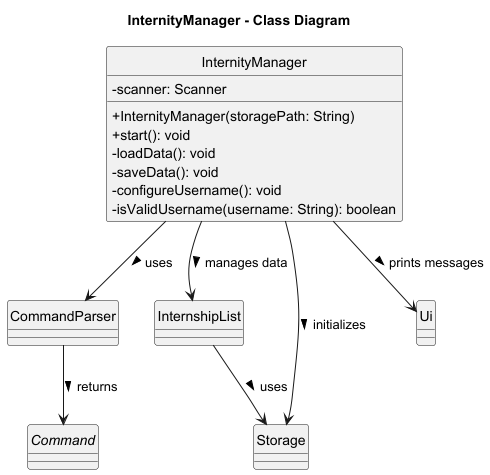 InternityManager - Class Diagram
InternityManager
-scanner: Scanner
+InternityManager(storagePath: String)
+start(): void
-loadData(): void
-saveData(): void
-configureUsername(): void
-isValidUsername(username: String): boolean
uses
manages data
prints messages
CommandParser
InternshipList
initializes
Ui
returns
uses
Command
Storage